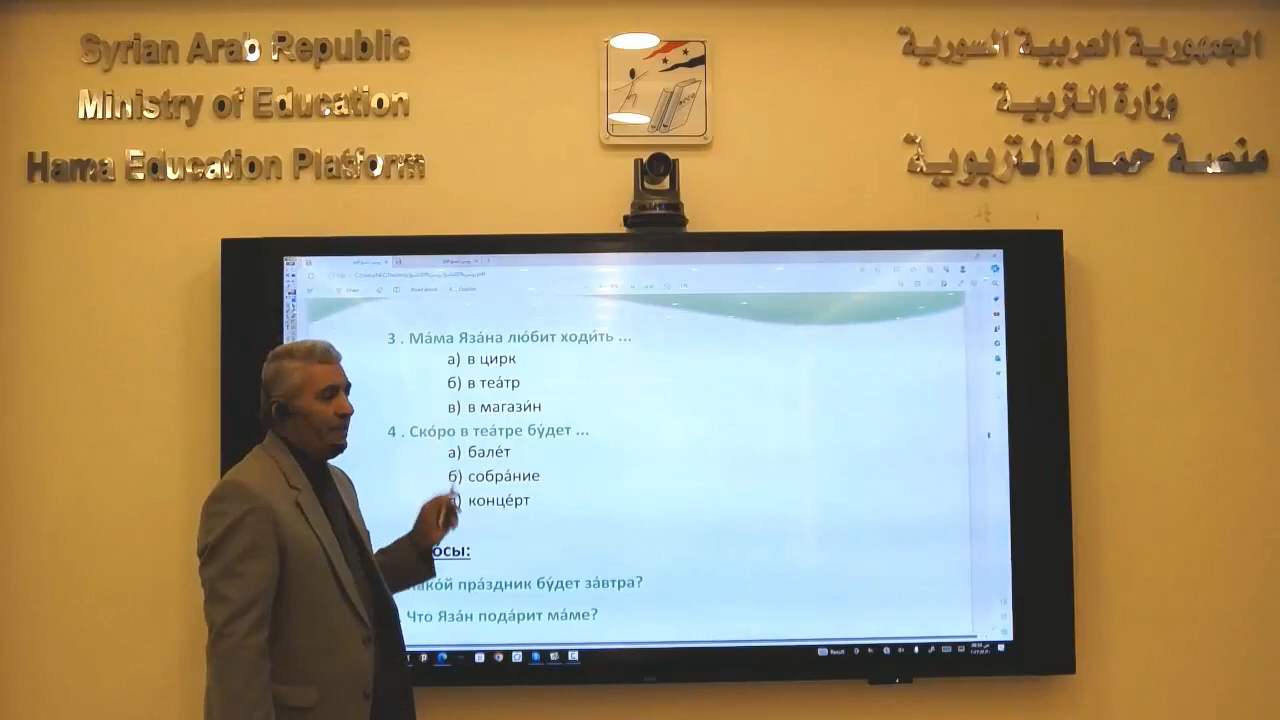 Syrian Arab Republic
Ministry of Education
Hama Education Platform
الجمهورية العربية السورية
وزارة التربية
منصة حماة التربوية
3 . Ма́ма Яза́на лю́бит ходи́ть ...
а) в цирк
б) в теа́тр
в) в магази́н
4 . Ско́ро в теа́тре бу́дет ...
а) бале́т
б) собра́ние
) конце́рт
о́сы:
ако́й пра́здник бу́дет за́втра?
Что Яза́н пода́рит ма́ме?